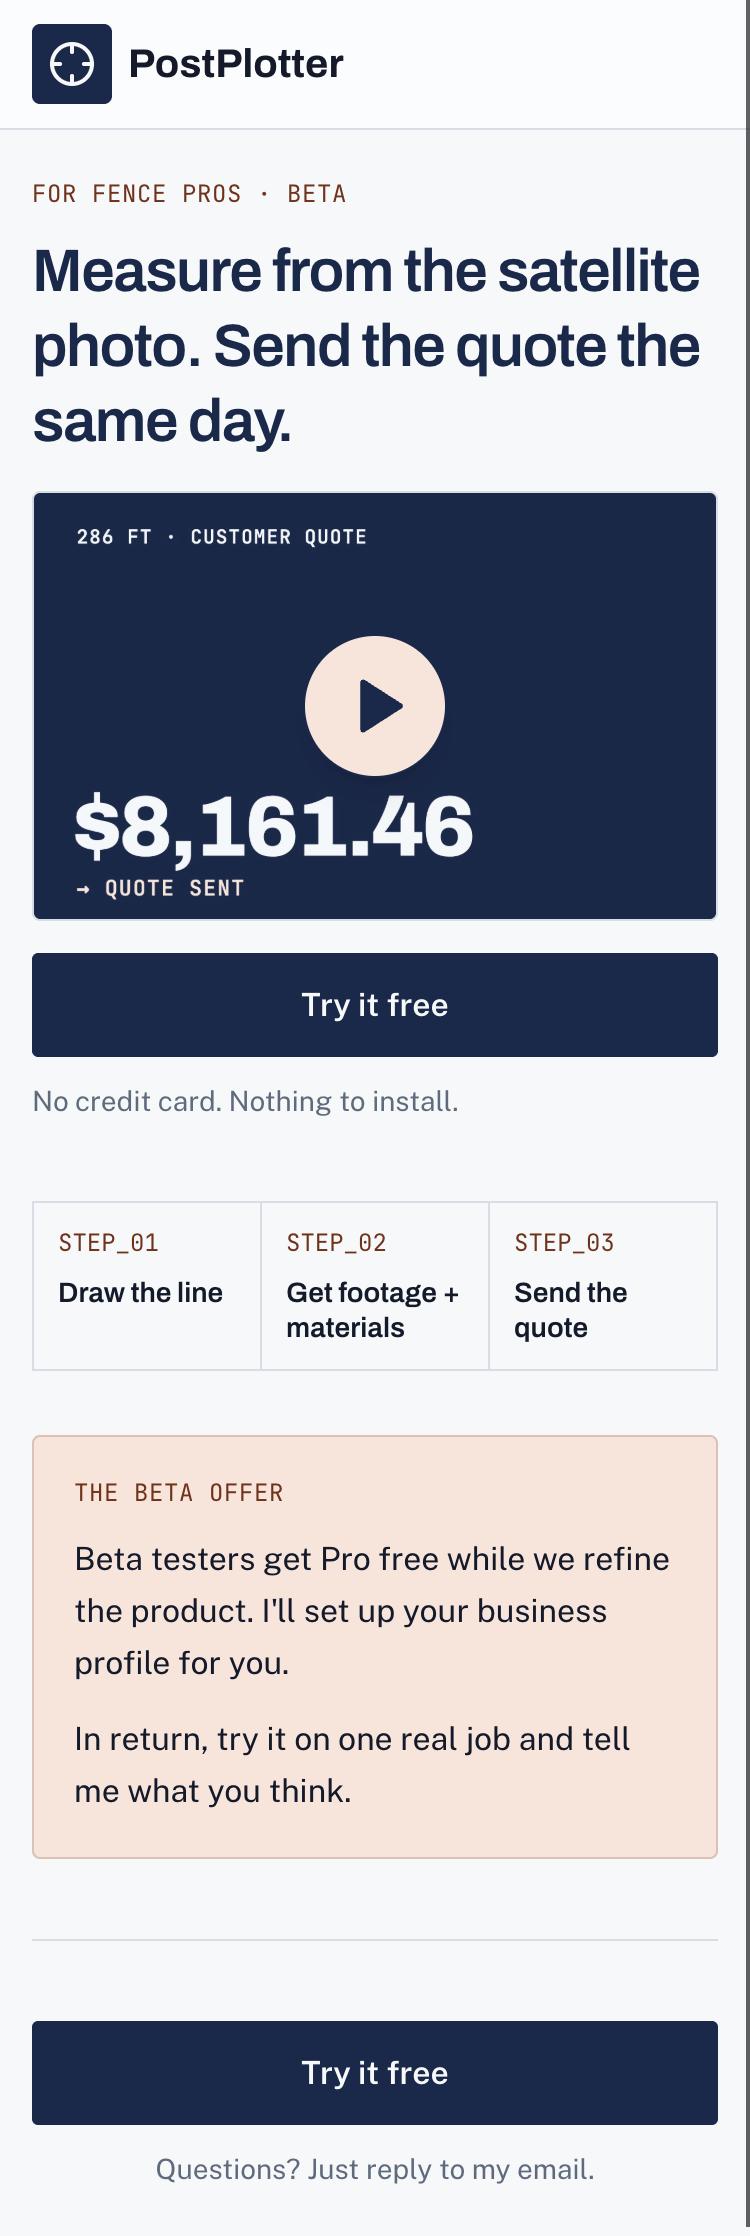 PostPlotter
FOR FENCE PROS · BETA
Measure from the satellite
photo. Send the quote the
same day.
286 FT · CUSTOMER QUOTE
$8,161.46
→ QUOTE SENT
Try it free
No credit card. Nothing to install.
STEP_01
Draw the line
STEP_02
Get footage +
materials
STEP_03
Send the
quote
THE BETA OFFER
Beta testers get Pro free while we refine
the product. I'll set up your business
profile for you.
In return, try it on one real job and tell
me what you think.
Try it free
Questions? Just reply to my email.